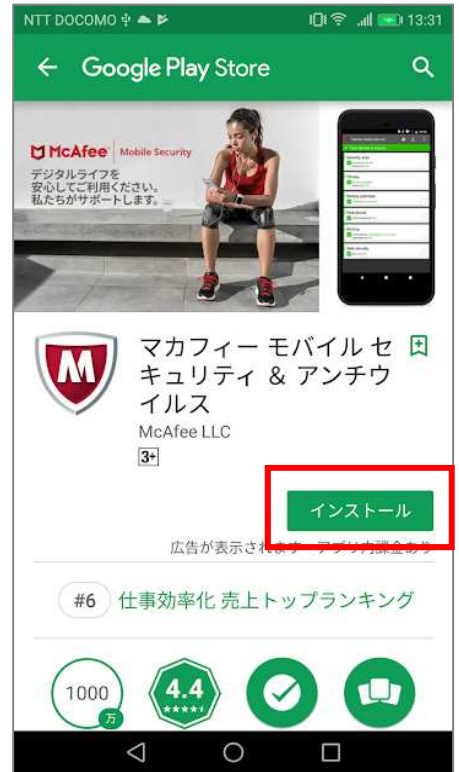 NTT DOCOMO 13:31
Google Play Store
McAfee Mobile Security
デジタルライフを
安心してご利用ください。
私たちがサポートします。
マカフィー モバイル セ
キュリティ & アンチウ
イルス
McAfee LLC
3+
インストール
広告が表示されます・アプリ内課金あり
#6 仕事効率化 売上トップランキング
1000
万
4.4